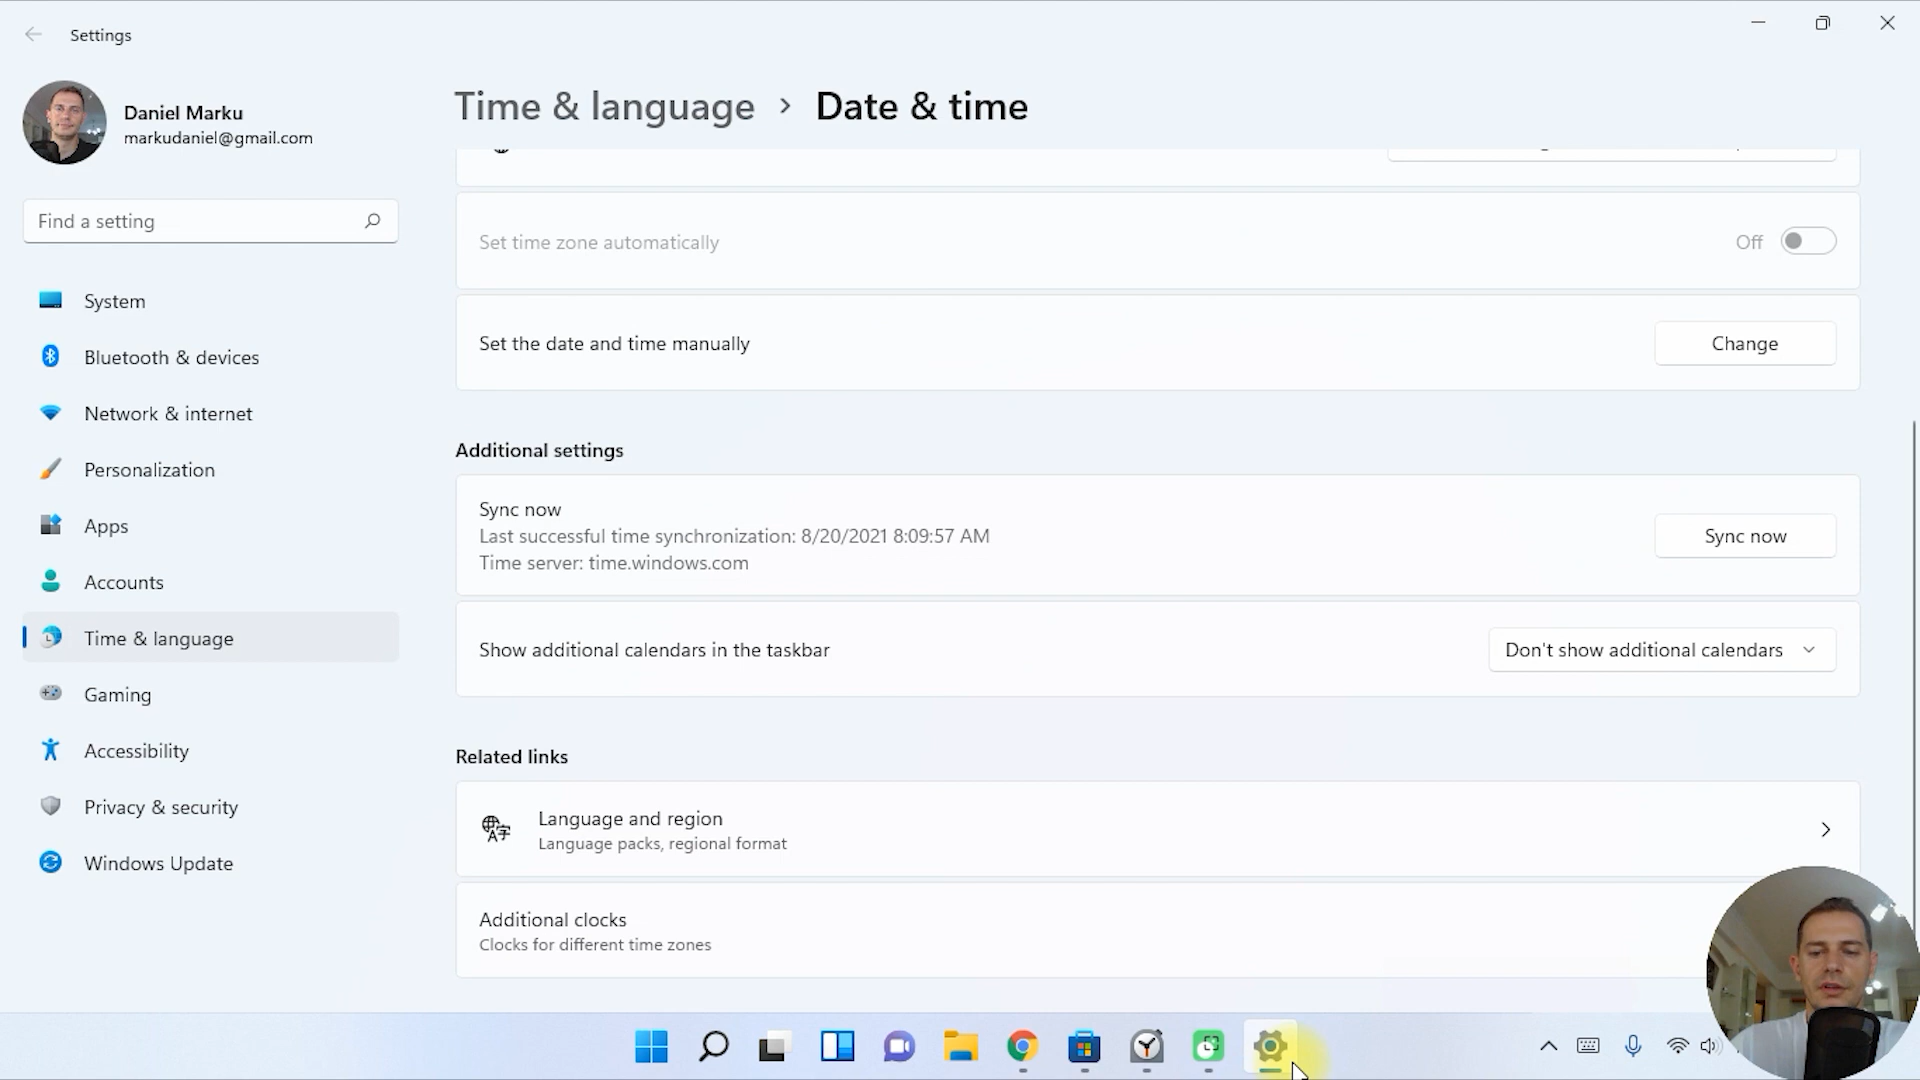 Settings
Daniel Marku
markudaniel@gmail.com
Find a setting
System
Bluetooth & devices
Network & internet
Personalization
Apps
Accounts
Time & language
Gaming
Accessibility
Privacy & security
Windows Update
Time & language > Date & time
Set time zone automatically
Off
Set the date and time manually
Change
Additional settings
Sync now
Last successful time synchronization: 8/20/2021 8:09:57 AM
Time server: time.windows.com
Sync now
Show additional calendars in the taskbar
Don't show additional calendars
Related links
Language and region
Language packs, regional format
Additional clocks
Clocks for different time zones